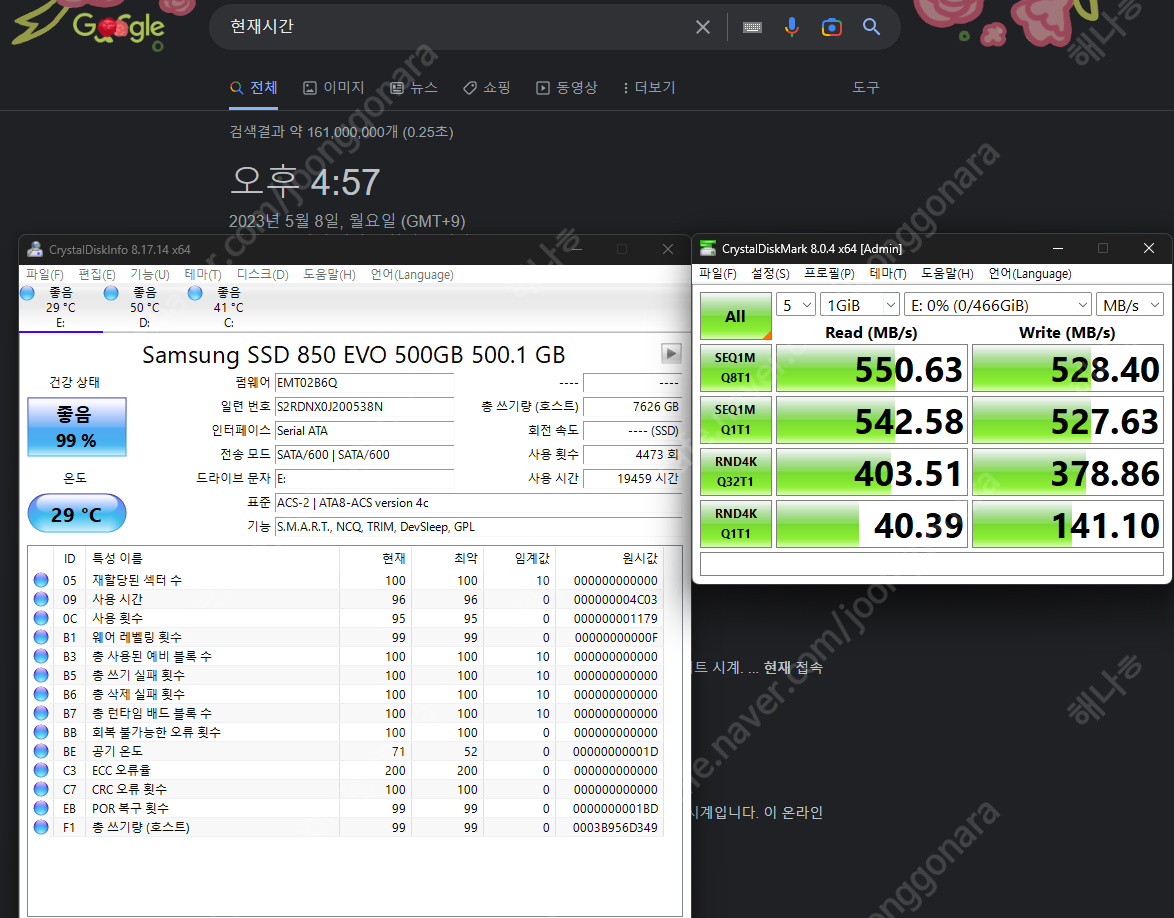 Google
현재시간
전체 이미지 뉴스 쇼핑 동영상 더보기 도구
검색결과 약 161,000,000개 (0.25초)
오후 4:57
2023년 5월 8일, 월요일 (GMT+9)
CrystalDiskInfo 8.17.14 x64
파일(F) 편집(E) 기능(U) 테마(T) 디스크(D) 도움말(H) 언어(Language)
좋음 좋음 좋음
29 °C 50 °C 41 °C
E: D: C:
Samsung SSD 850 EVO 500GB 500.1 GB
건강 상태
좋음
99 %
온도
29 °C
펌웨어 EMT02B6Q ---- ----
일련 번호 S2RDNX0J200538N 총 쓰기량 (호스트) 7626 GB
인터페이스 Serial ATA 회전 속도 ---- (SSD)
전송 모드 SATA/600 | SATA/600 사용 횟수 4473 회
드라이브 문자 E: 사용 시간 19459 시간
표준 ACS-2 | ATA8-ACS version 4c
기능 S.M.A.R.T., NCQ, TRIM, DevSleep, GPL
ID 특성 이름 현재 최악 임계값 원시값
05 재할당된 섹터 수 100 100 10 000000000000
09 사용 시간 96 96 0 000000004C03
0C 사용 횟수 95 95 0 000000001179
B1 웨어 레벨링 횟수 99 99 0 00000000000F
B3 총 사용된 예비 블록 수 100 100 10 000000000000
B5 총 쓰기 실패 횟수 100 100 10 000000000000
B6 총 삭제 실패 횟수 100 100 10 000000000000
B7 총 런타임 배드 블록 수 100 100 10 000000000000
BB 회복 불가능한 오류 횟수 100 100 0 000000000000
BE 공기 온도 71 52 0 00000000001D
C3 ECC 오류율 200 200 0 000000000000
C7 CRC 오류 횟수 100 100 0 000000000000
EB POR 복구 횟수 99 99 0 0000000001BD
F1 총 쓰기량 (호스트) 99 99 0 0003B956D349
CrystalDiskMark 8.0.4 x64 [Admin]
파일(F) 설정(S) 프로필(P) 테마(T) 도움말(H) 언어(Language)
All 5 1GiB E: 0% (0/466GiB) MB/s
Read (MB/s) Write (MB/s)
SEQ1M
Q8T1 550.63 528.40
SEQ1M
Q1T1 542.58 527.63
RND4K
Q32T1 403.51 378.86
RND4K
Q1T1 40.39 141.10
트 시계. ... 현재 접속
시계입니다. 이 온라인
.com/joonggonara
해나능
joonggonara
해나능
e.naver.com/joo
해나능
joonggonara